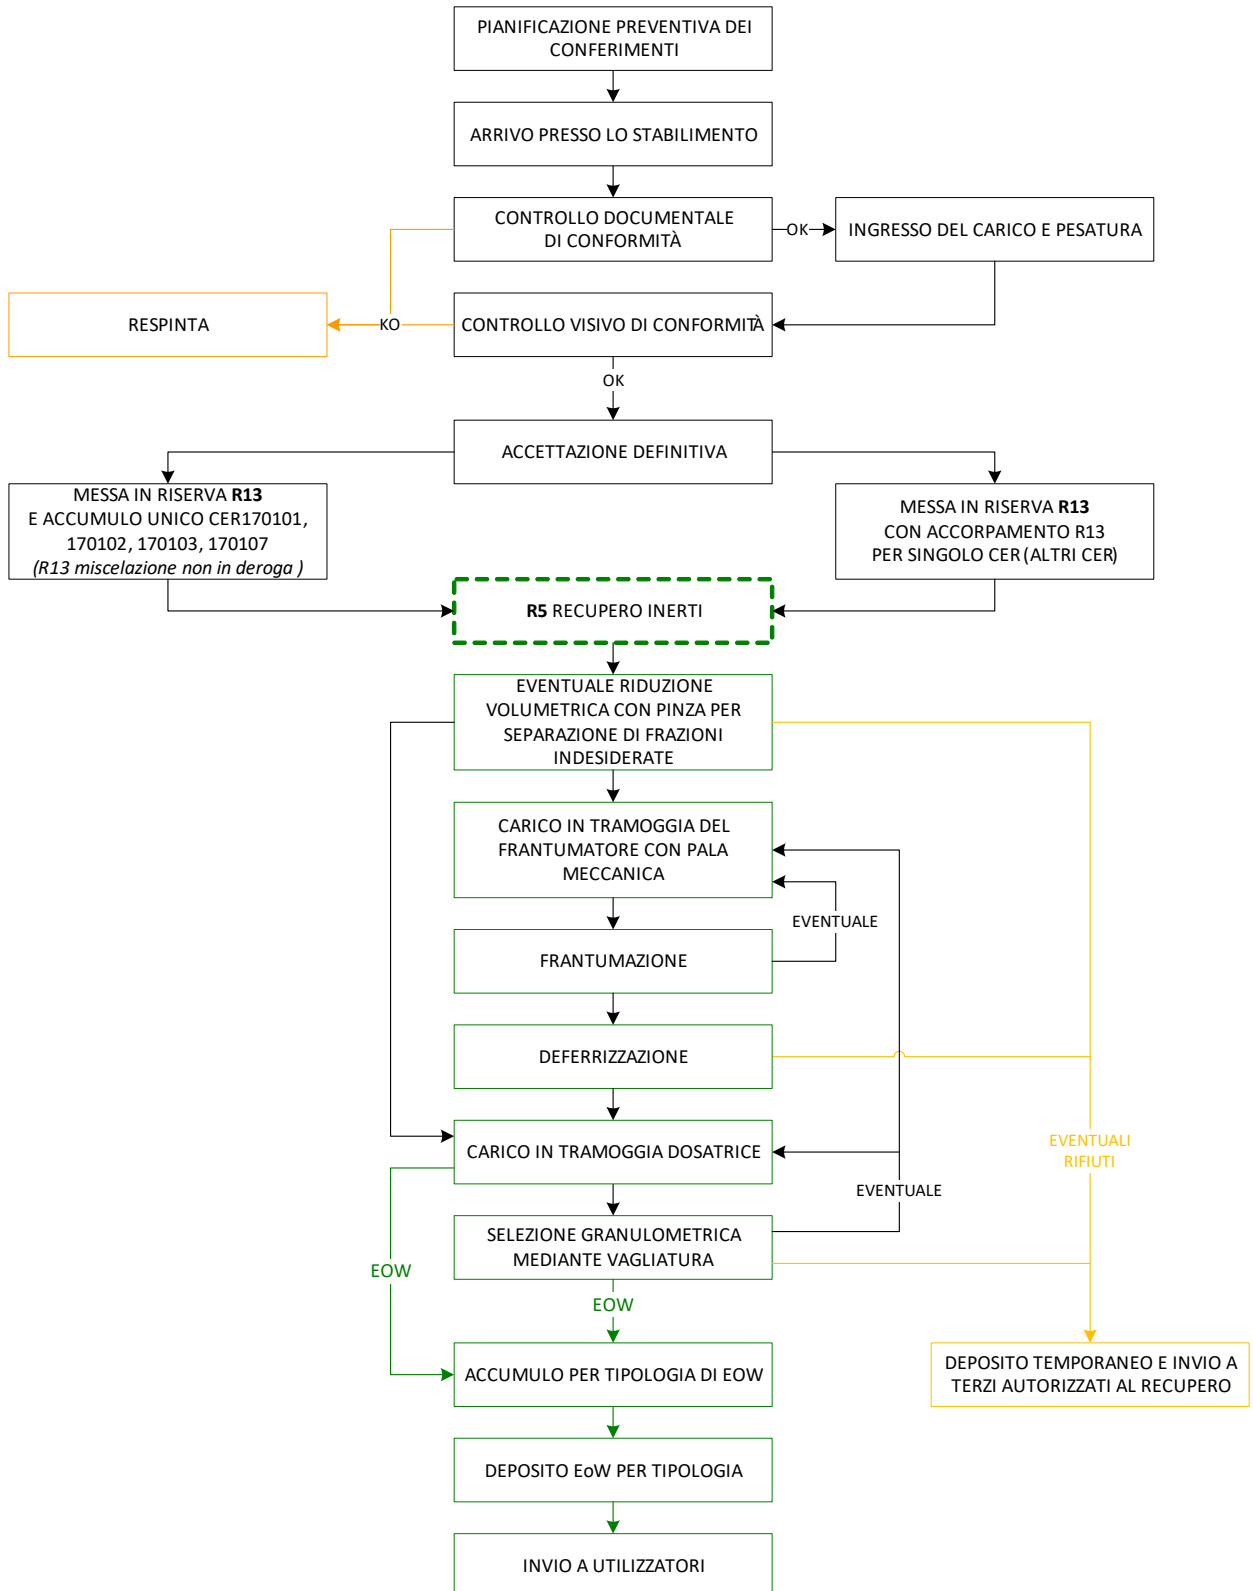 PIANIFICAZIONE PREVENTIVA DEI
CONFERIMENTI
ARRIVO PRESSO LO STABILIMENTO
CONTROLLO DOCUMENTALE
DI CONFORMITÀ
OK
INGRESSO DEL CARICO E PESATURA
RESPINTA
KO
CONTROLLO VISIVO DI CONFORMITÀ
OK
ACCETTAZIONE DEFINITIVA
MESSA IN RISERVA R13
E ACCUMULO UNICO CER170101,
170102, 170103, 170107
(R13 miscelazione non in deroga )
MESSA IN RISERVA R13
CON ACCORPAMENTO R13
PER SINGOLO CER (ALTRI CER)
R5 RECUPERO INERTI
EVENTUALE RIDUZIONE
VOLUMETRICA CON PINZA PER
SEPARAZIONE DI FRAZIONI
INDESIDERATE
CARICO IN TRAMOGGIA DEL
FRANTUMATORE CON PALA
MECCANICA
EVENTUALE
FRANTUMAZIONE
DEFERRIZZAZIONE
CARICO IN TRAMOGGIA DOSATRICE
EVENTUALI
RIFIUTI
EVENTUALE
SELEZIONE GRANULOMETRICA
MEDIANTE VAGLIATURA
EOW
EOW
ACCUMULO PER TIPOLOGIA DI EOW
DEPOSITO TEMPORANEO E INVIO A
TERZI AUTORIZZATI AL RECUPERO
DEPOSITO EoW PER TIPOLOGIA
INVIO A UTILIZZATORI